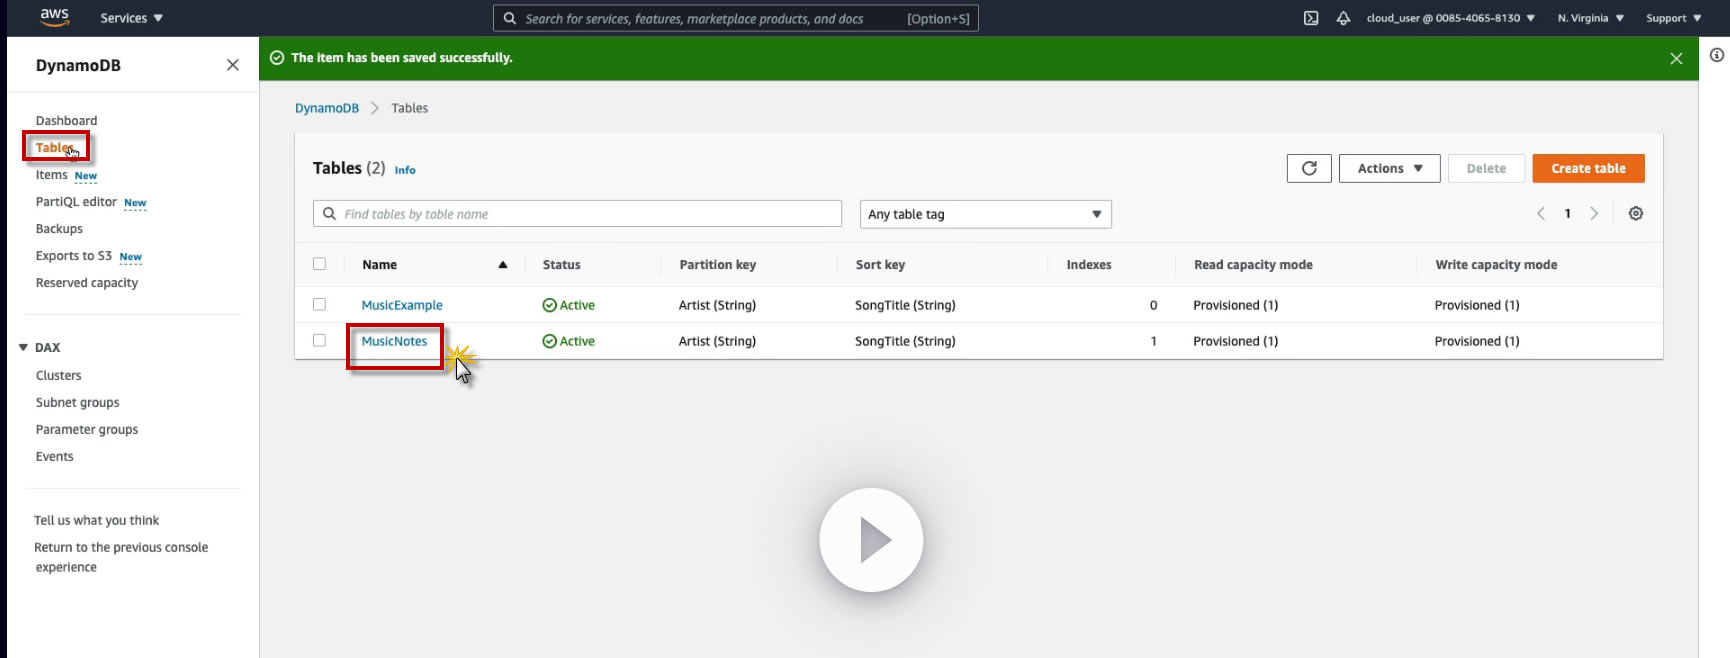 aws Services Search for services, features, marketplace products, and docs [Option+S] cloud_user @ 0085-4065-8130 N. Virginia Support
DynamoDB
Dashboard
Tables
Items New
PartiQL editor New
Backups
Exports to S3 New
Reserved capacity
DAX
Clusters
Subnet groups
Parameter groups
Events
Tell us what you think
Return to the previous console
experience
The item has been saved successfully.
DynamoDB Tables
Tables (2) Info Actions Delete Create table
Find tables by table name Any table tag 1
Name Status Partition key Sort key Indexes Read capacity mode Write capacity mode
MusicExample Active Artist (String) SongTitle (String) 0 Provisioned (1) Provisioned (1)
MusicNotes Active Artist (String) SongTitle (String) 1 Provisioned (1) Provisioned (1)